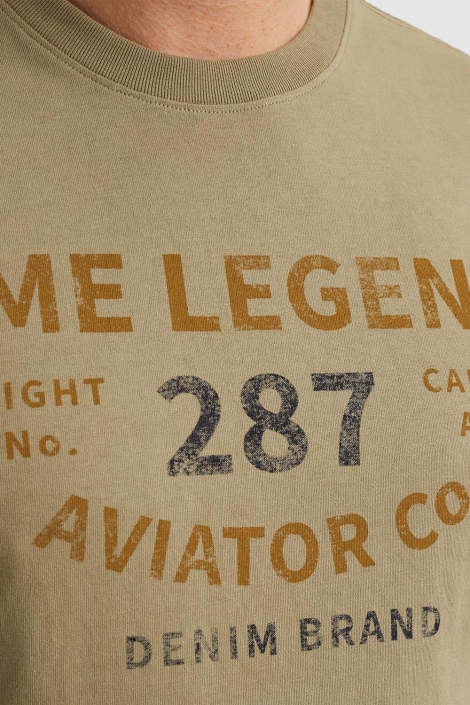 ME LEGEN
IGHT
No.
287
CA
A
AVIATOR CO
DENIM BRAND